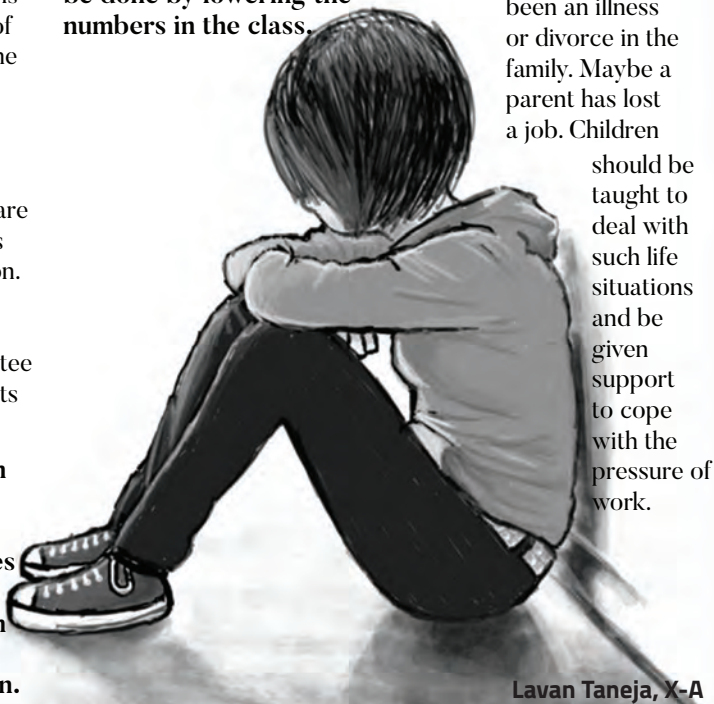 be done by lowering the
numbers in the class.
are
on.
been an illness
or divorce in the
family. Maybe a
parent has lost
a job. Children
should be
taught to
deal with
such life
situations
and be
given
support
to cope
with the
pressure of
work.
Lavan Taneja, X-A